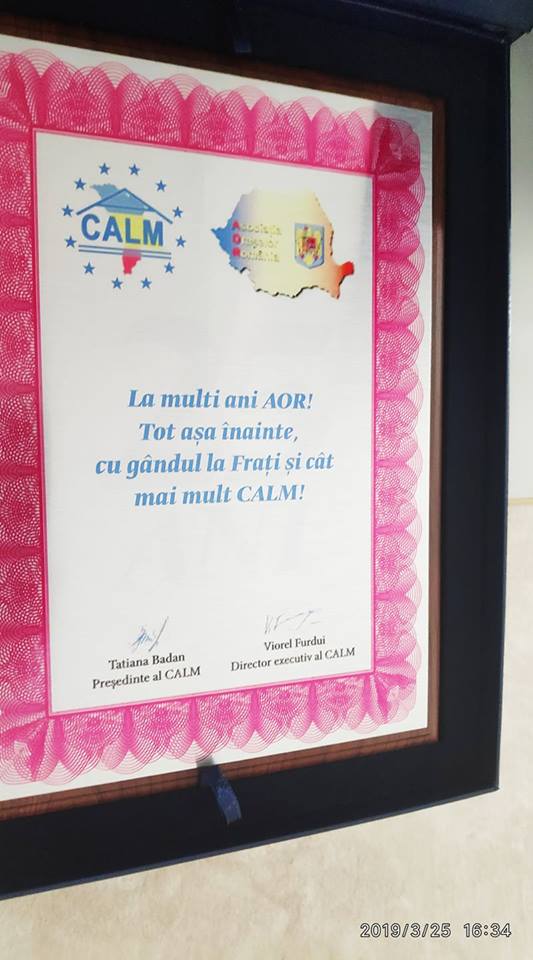 CALM
Asociația
Orașelor
România
La multi ani AOR!
Tot așa înainte,
cu gândul la Frați și cât
mai mult CALM!
Tatiana Badan
Președinte al CALM
Viorel Furdui
Director executiv al CALM
2019/3/25 16:34